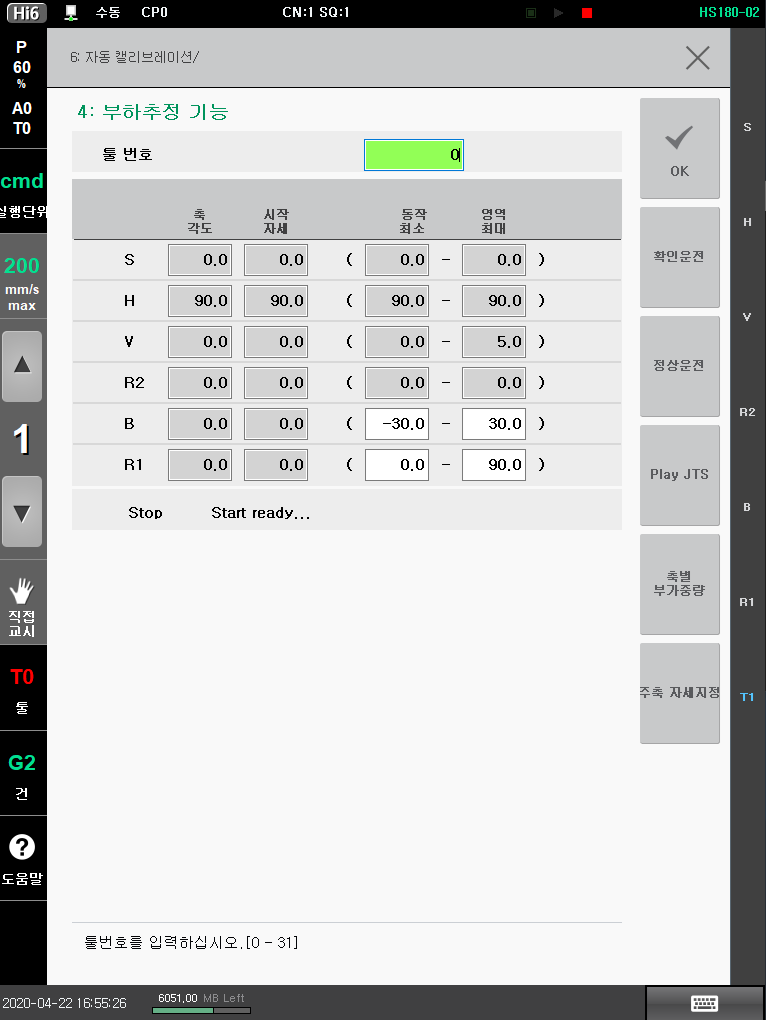 Hi6 수동 CP0 CN:1 SQ:1 HS180-02
P
60
%
A0
T0
cmd
실행단위
200
mm/s
max
1
직접
교시
T0
툴
G2
건
도움말
6: 자동 캘리브레이션/
4: 부하추정 기능
툴 번호 0
축
각도
시작
자세
동작
최소
영역
최대
S 0.0 0.0 ( 0.0 - 0.0 )
H 90.0 90.0 ( 90.0 - 90.0 )
V 0.0 0.0 ( 0.0 - 5.0 )
R2 0.0 0.0 ( 0.0 - 0.0 )
B 0.0 0.0 ( -30.0 - 30.0 )
R1 0.0 0.0 ( 0.0 - 90.0 )
Stop Start ready...
툴번호를 입력하십시오.[0 - 31]
OK
확인운전
정상운전
Play JTS
축별
부가중량
주축 자세지정
S
H
V
R2
B
R1
T1
2020-04-22 16:55:26 6051.00 MB Left